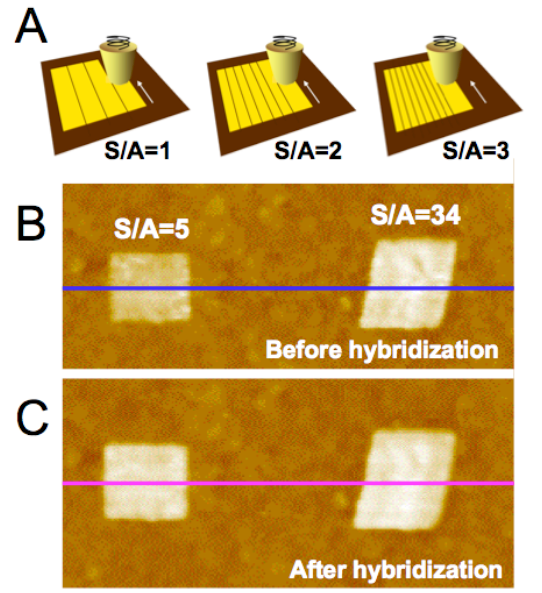 A
S/A=1
S/A=2
S/A=3
B
S/A=5
S/A=34
Before hybridization
C
After hybridization